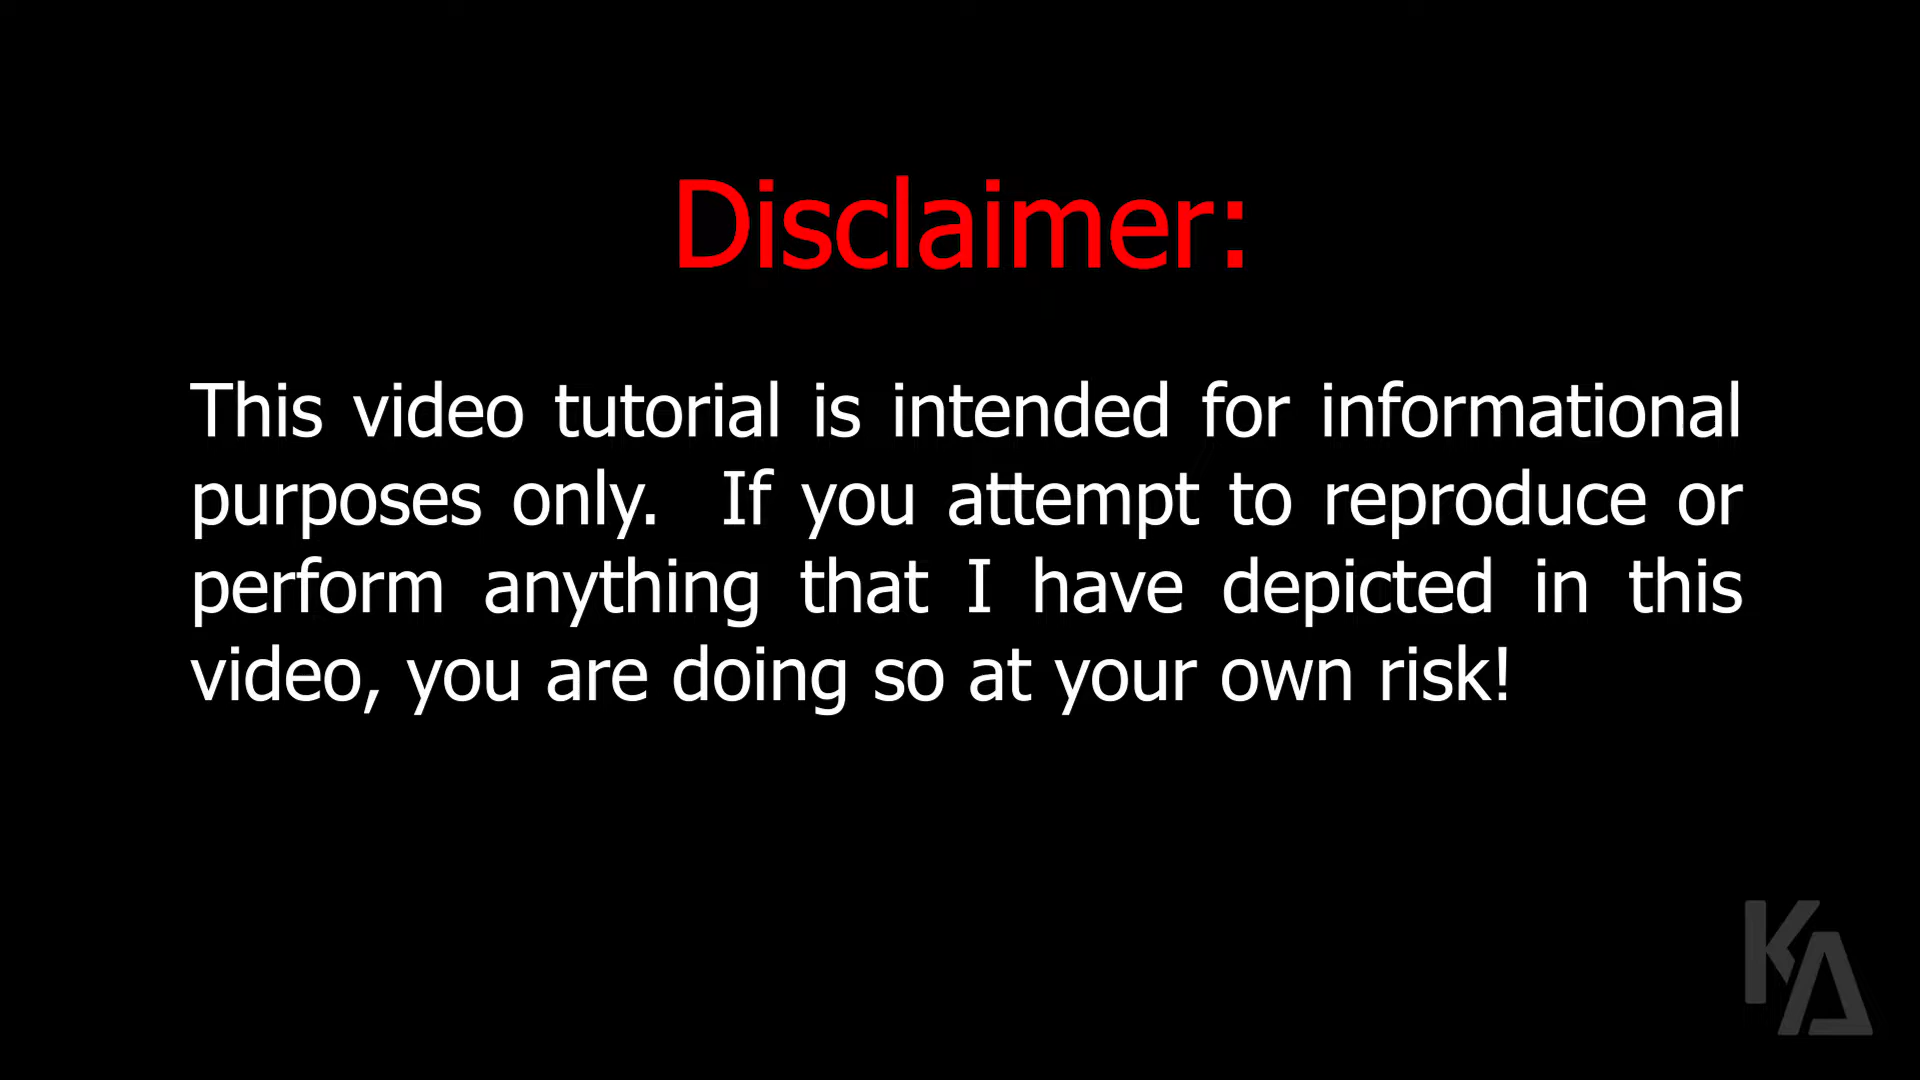 Disclaimer:
This video tutorial is intended for informational
purposes only.  If you attempt to reproduce or
perform anything that I have depicted in this
video, you are doing so at your own risk!
KA